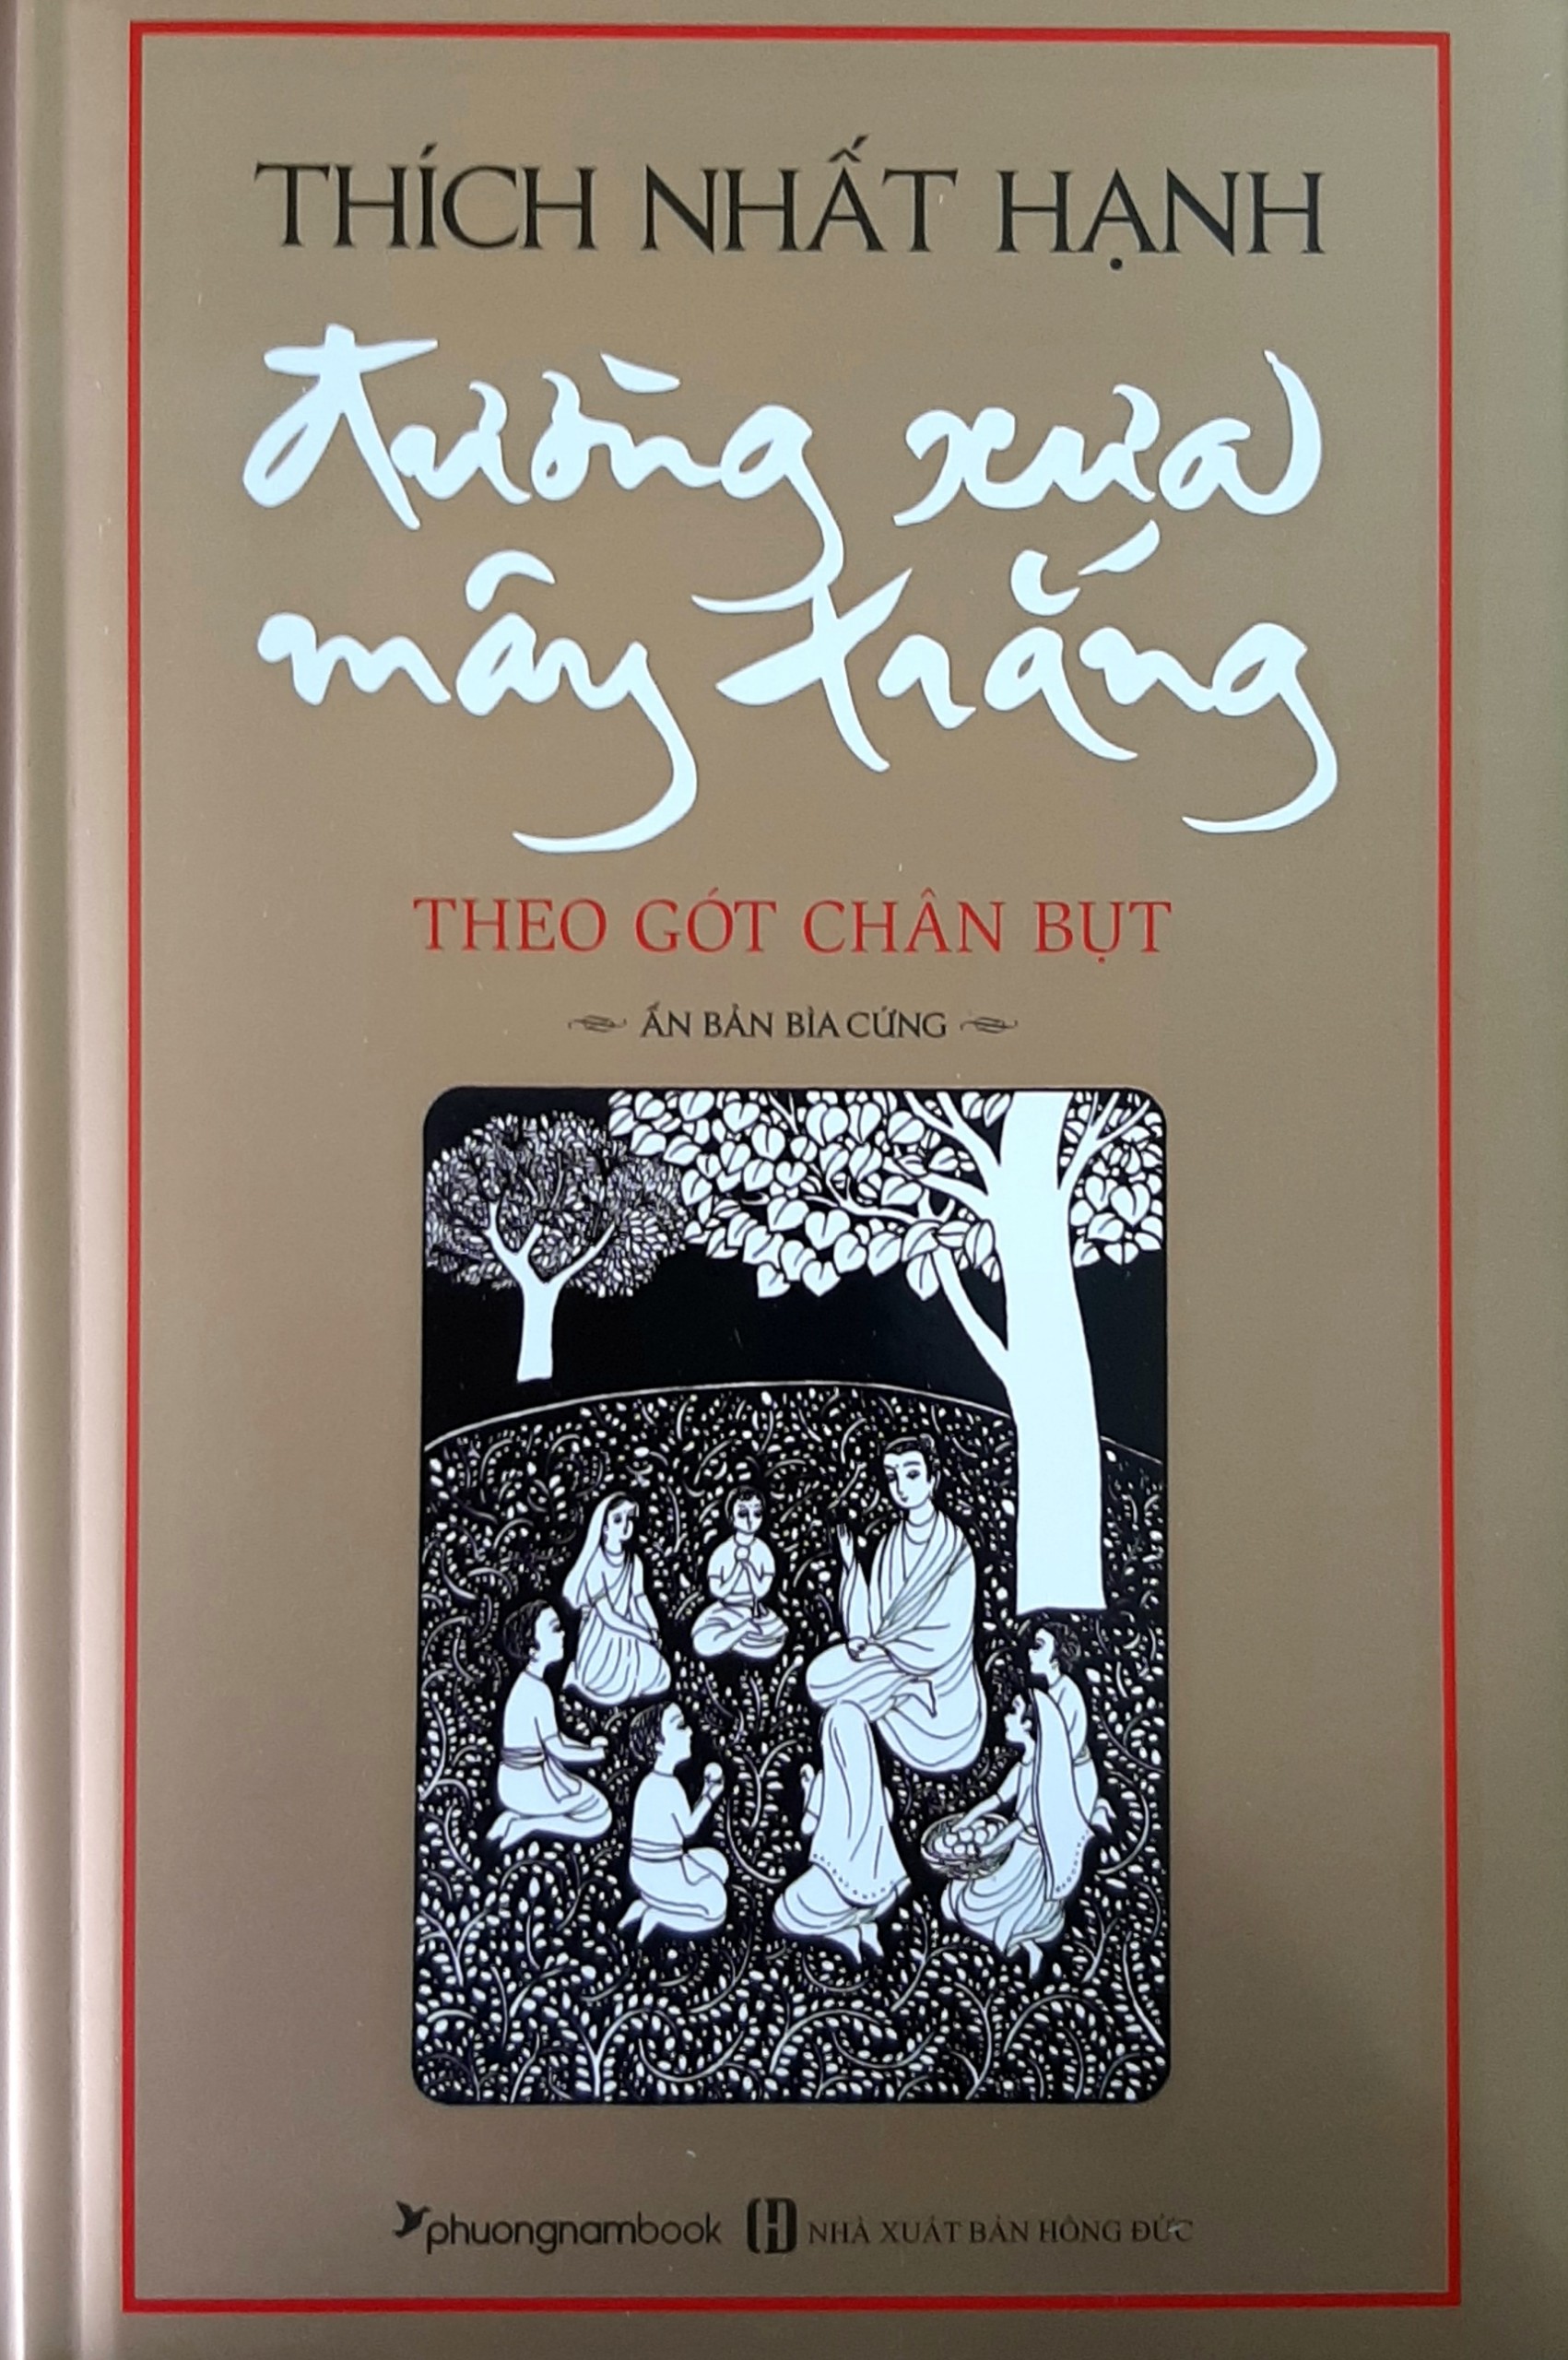 THÍCH NHẤT HẠNH
đường xưa
mây trắng
THEO GÓT CHÂN BỤT
ẤN BẢN BÌA CỨNG
phuongnambook NHÀ XUẤT BẢN HỒNG ĐỨC